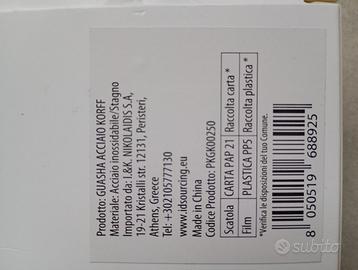 Prodotto: GUASHA ACCIAIO KORFF
Materiale: Acciaio inossidabile/Stagno
Importato da: I.&K. NIKOLAIDIS S.A,
19-21 Kristalli str. 12131, Peristeri,
Athens, Greece
Tel +302105777130
www.idsourcing.eu
Made in China
Codice Prodotto: PKGK00250
Scatola CARTA PAP 21 Raccolta carta*
Film PLASTICA PP5 Raccolta plastica*
*Verifica le disposizioni del tuo Comune.
8 050519 688925
subito